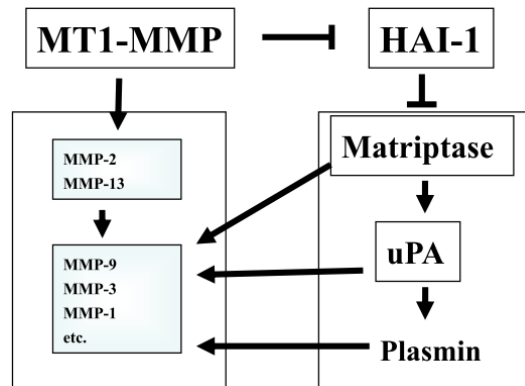 MT1-MMP
HAI-1
MMP-2
MMP-13
Matriptase
MMP-9
MMP-3
MMP-1
etc.
uPA
Plasmin